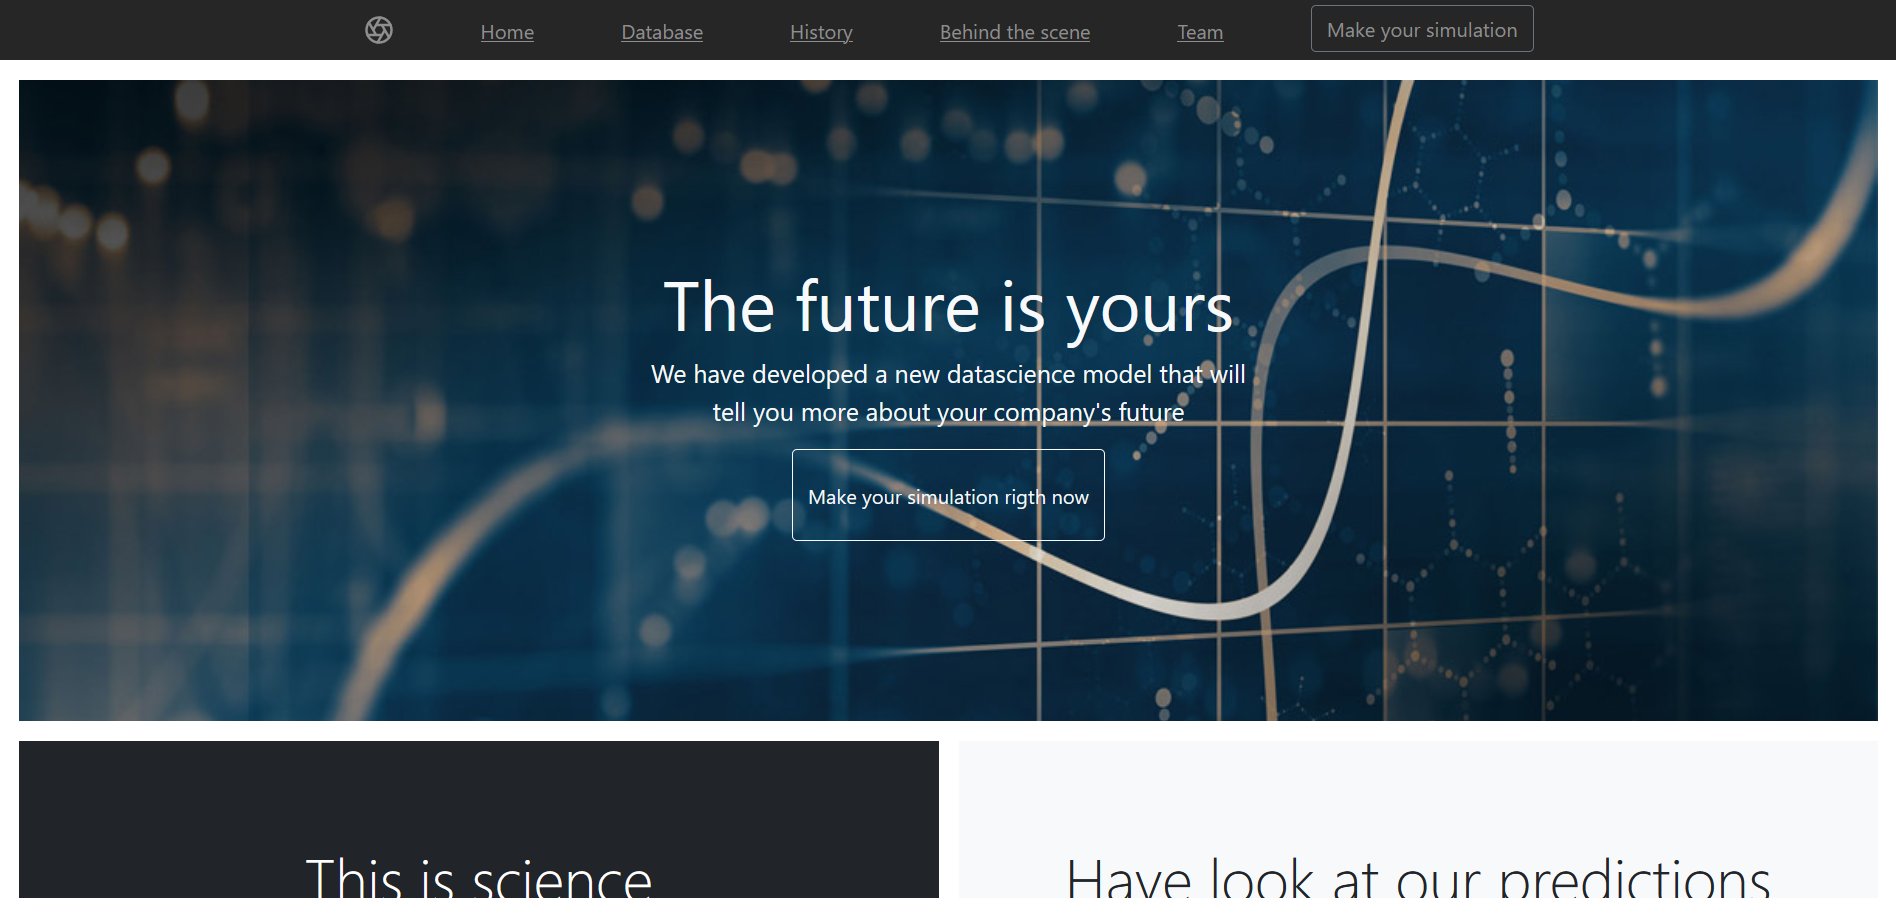 Home Database History Behind the scene Team Make your simulation
The future is yours
We have developed a new datascience model that will
tell you more about your company's future
Make your simulation rigth now
This is science
Have look at our predictions